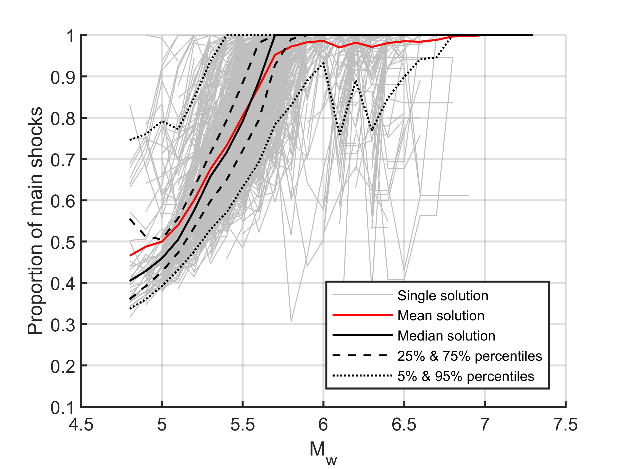 1
0.9
0.8
0.7
0.6
0.5
0.4
0.3
0.2
0.1
Proportion of main shocks
Single solution
Mean solution
Median solution
25% & 75% percentiles
5% & 95% percentiles
4.5 5 5.5 6 6.5 7 7.5
Mw